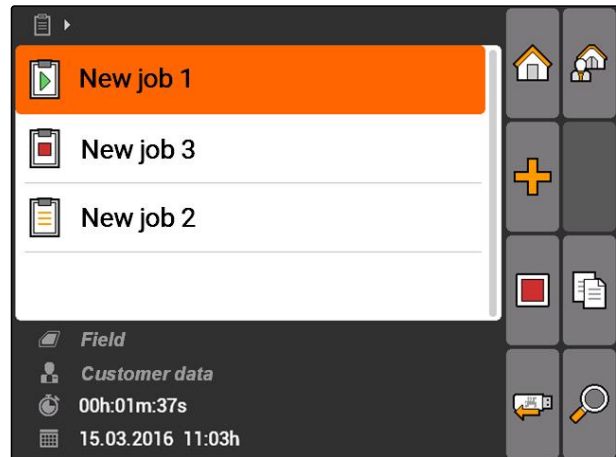 New job 1
New job 3
New job 2
Field
Customer data
00h:01m:37s
15.03.2016 11:03h